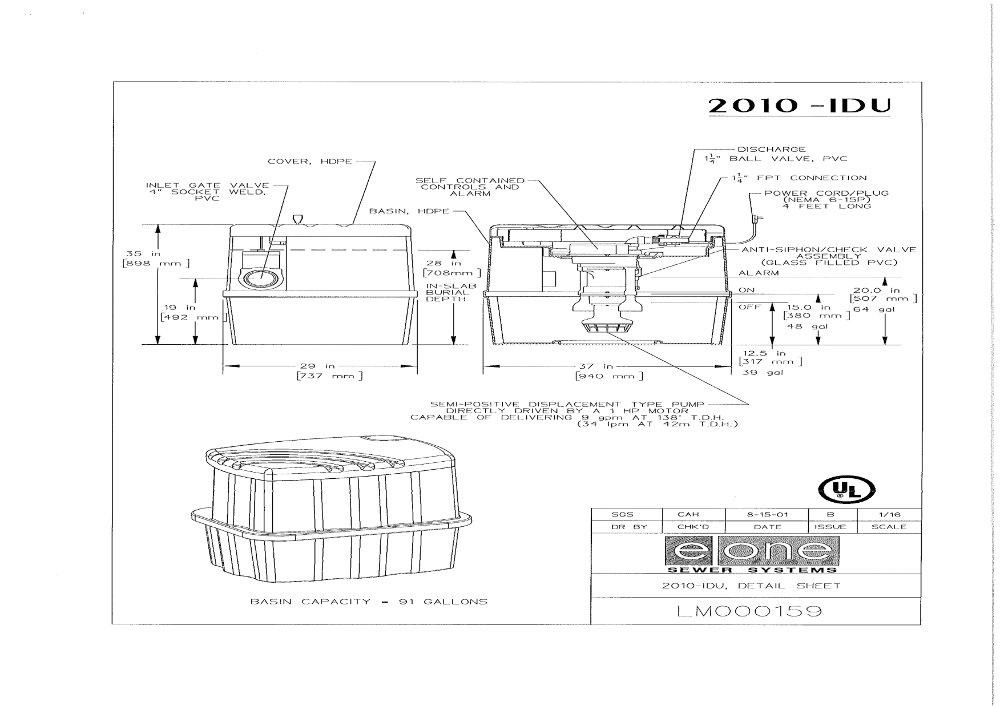 2010 -IDU
DISCHARGE
1 1/4" BALL VALVE, PVC
COVER, HDPE
1 1/4" FPT CONNECTION
SELF CONTAINED
CONTROLS AND
ALARM
INLET GATE VALVE
4" SOCKET WELD,
PVC
POWER CORD/PLUG
(NEMA 6-15P)
4 FEET LONG
BASIN, HDPE
ANTI-SIPHON/CHECK VALVE
ASSEMBLY
(GLASS FILLED PVC)
35 in
[898 mm]
28 in
[708mm]
IN-SLAB
BURIAL
DEPTH
ALARM
ON
OFF
20.0 in
[507 mm]
64 gal
19 in
[492 mm]
15.0 in
[380 mm]
48 gal
12.5 in
[317 mm]
39 gal
29 in
[737 mm]
37 in
[940 mm]
SEMI-POSITIVE DISPLACEMENT TYPE PUMP
DIRECTLY DRIVEN BY A 1 HP MOTOR
CAPABLE OF DELIVERING 9 gpm AT 138' T.D.H.
(34 lpm AT 42m T.D.H.)
UL
®
SGS CAH 8-15-01 B 1/16
DR BY CHK'D DATE ISSUE SCALE
e one
SEWER SYSTEMS
2010-IDU, DETAIL SHEET
BASIN CAPACITY = 91 GALLONS
LM000159